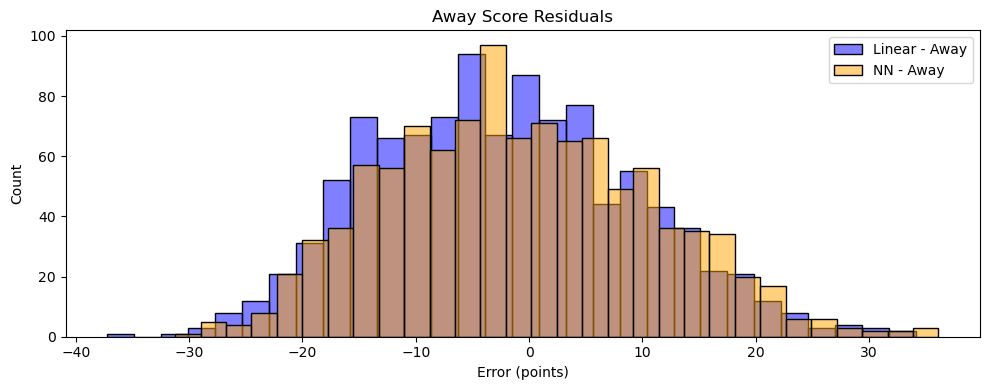 Away Score Residuals
Linear - Away
NN - Away
100
80
60
40
20
0
Count
−40
−30
−20
−10
0
10
20
30
Error (points)